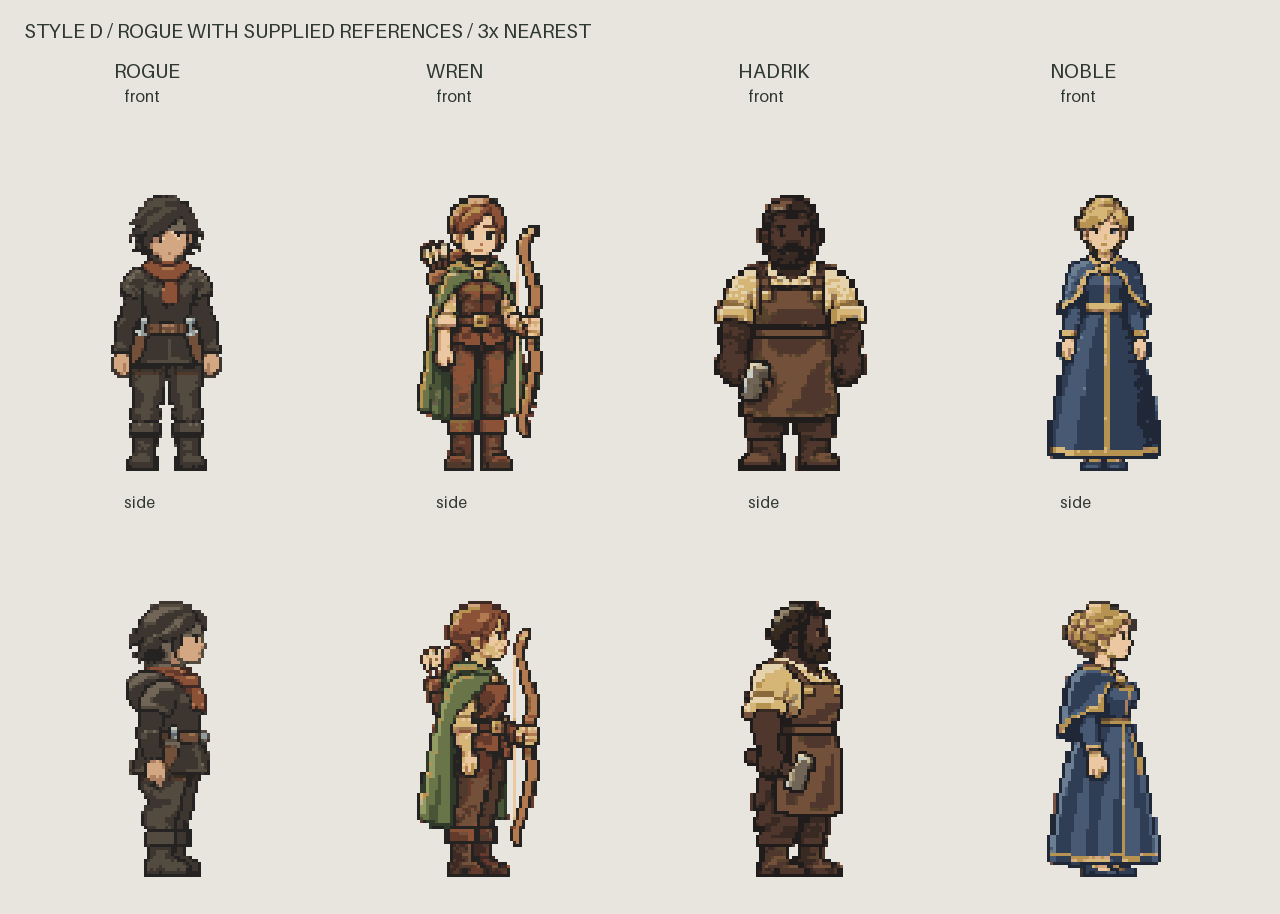 STYLE D / ROGUE WITH SUPPLIED REFERENCES / 3x NEAREST
ROGUE WREN HADRIK NOBLE
front front front front
side side side side